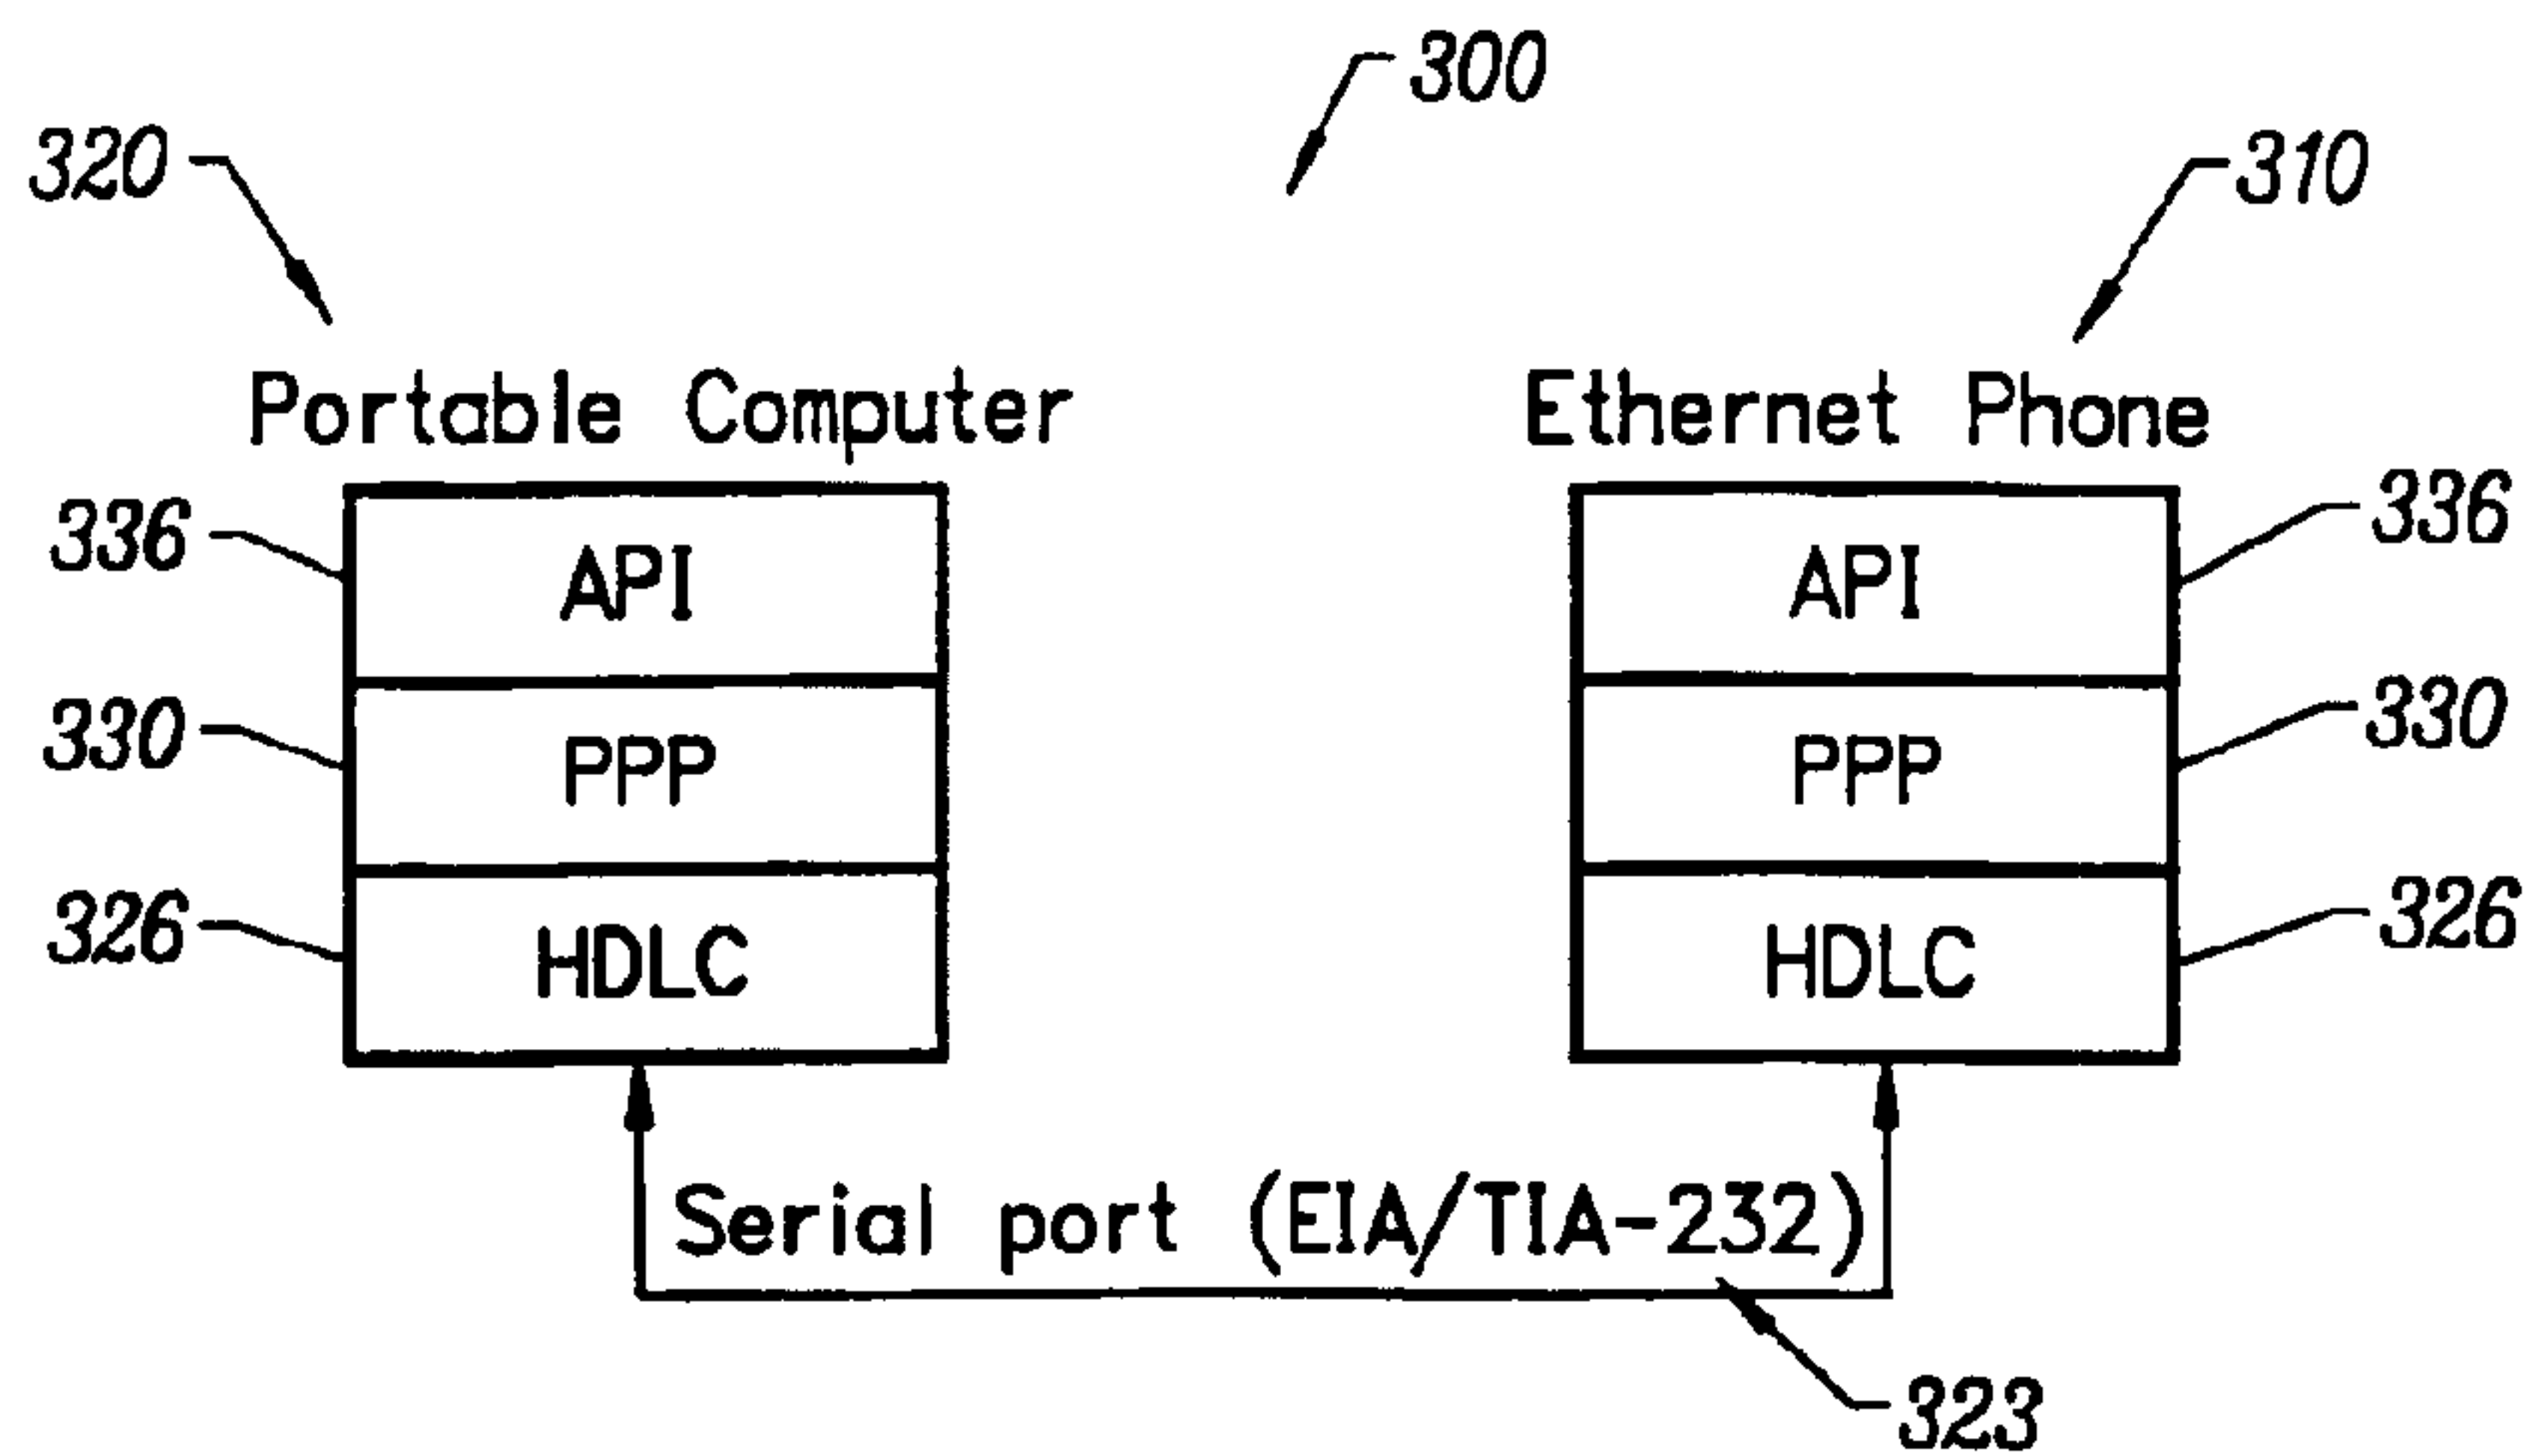 300
320
310
Portable Computer
Ethernet Phone
336
API
API
336
330
PPP
PPP
330
326
HDLC
HDLC
326
Serial port (EIA/TIA-232)
323